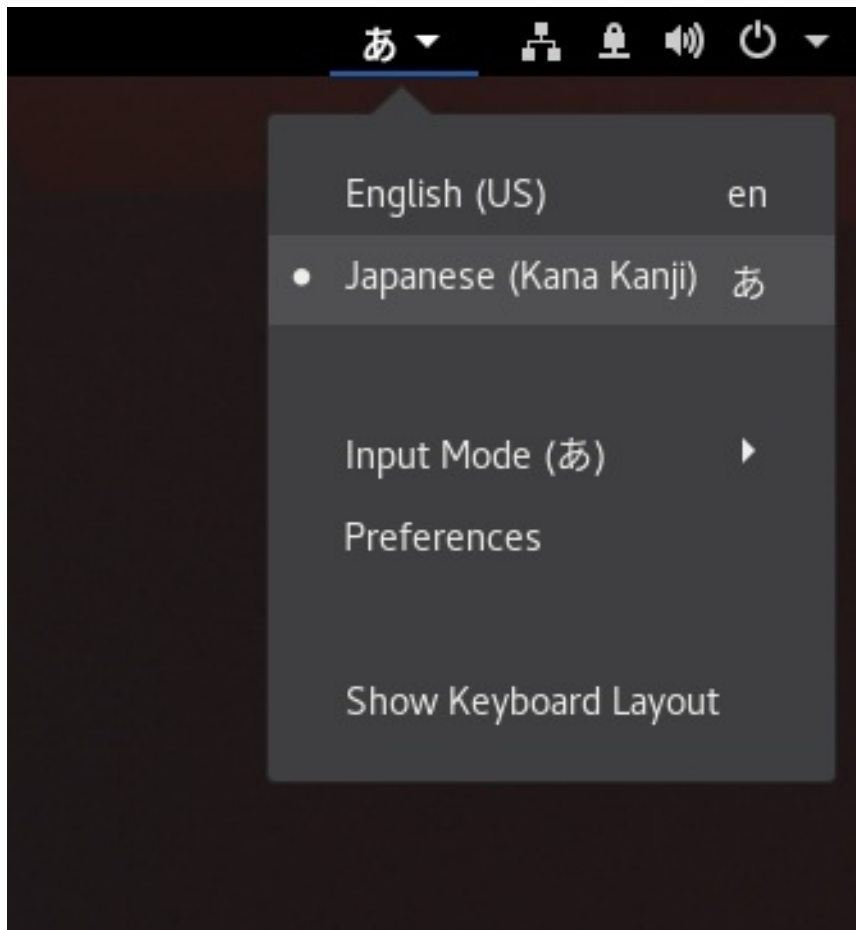 あ
English (US) en
Japanese (Kana Kanji) あ
Input Mode (あ)
Preferences
Show Keyboard Layout